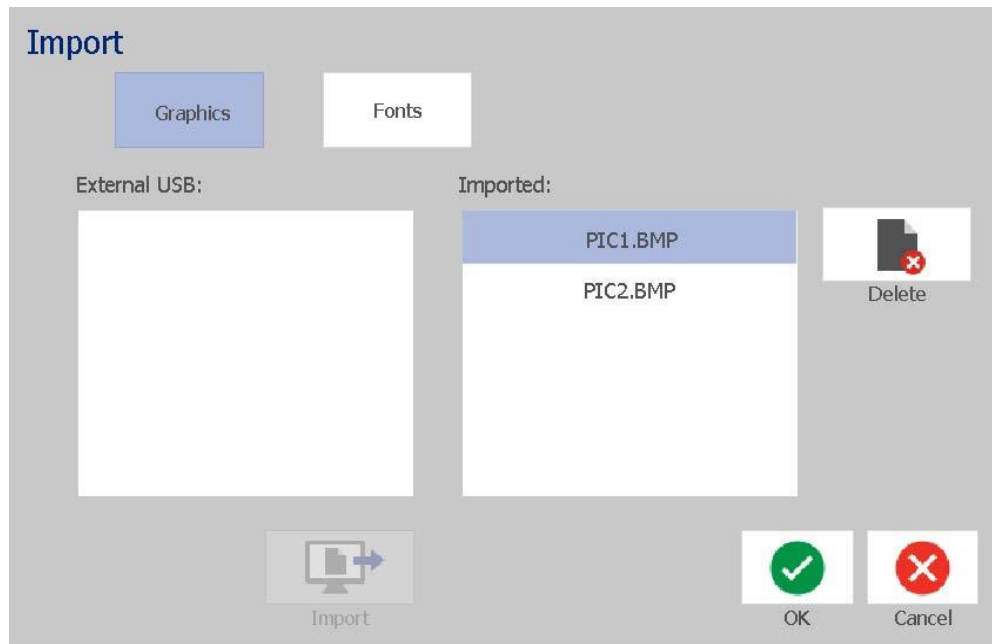 Import
Graphics
Fonts
External USB:
Imported:
PIC1.BMP
PIC2.BMP
Delete
Import
OK
Cancel